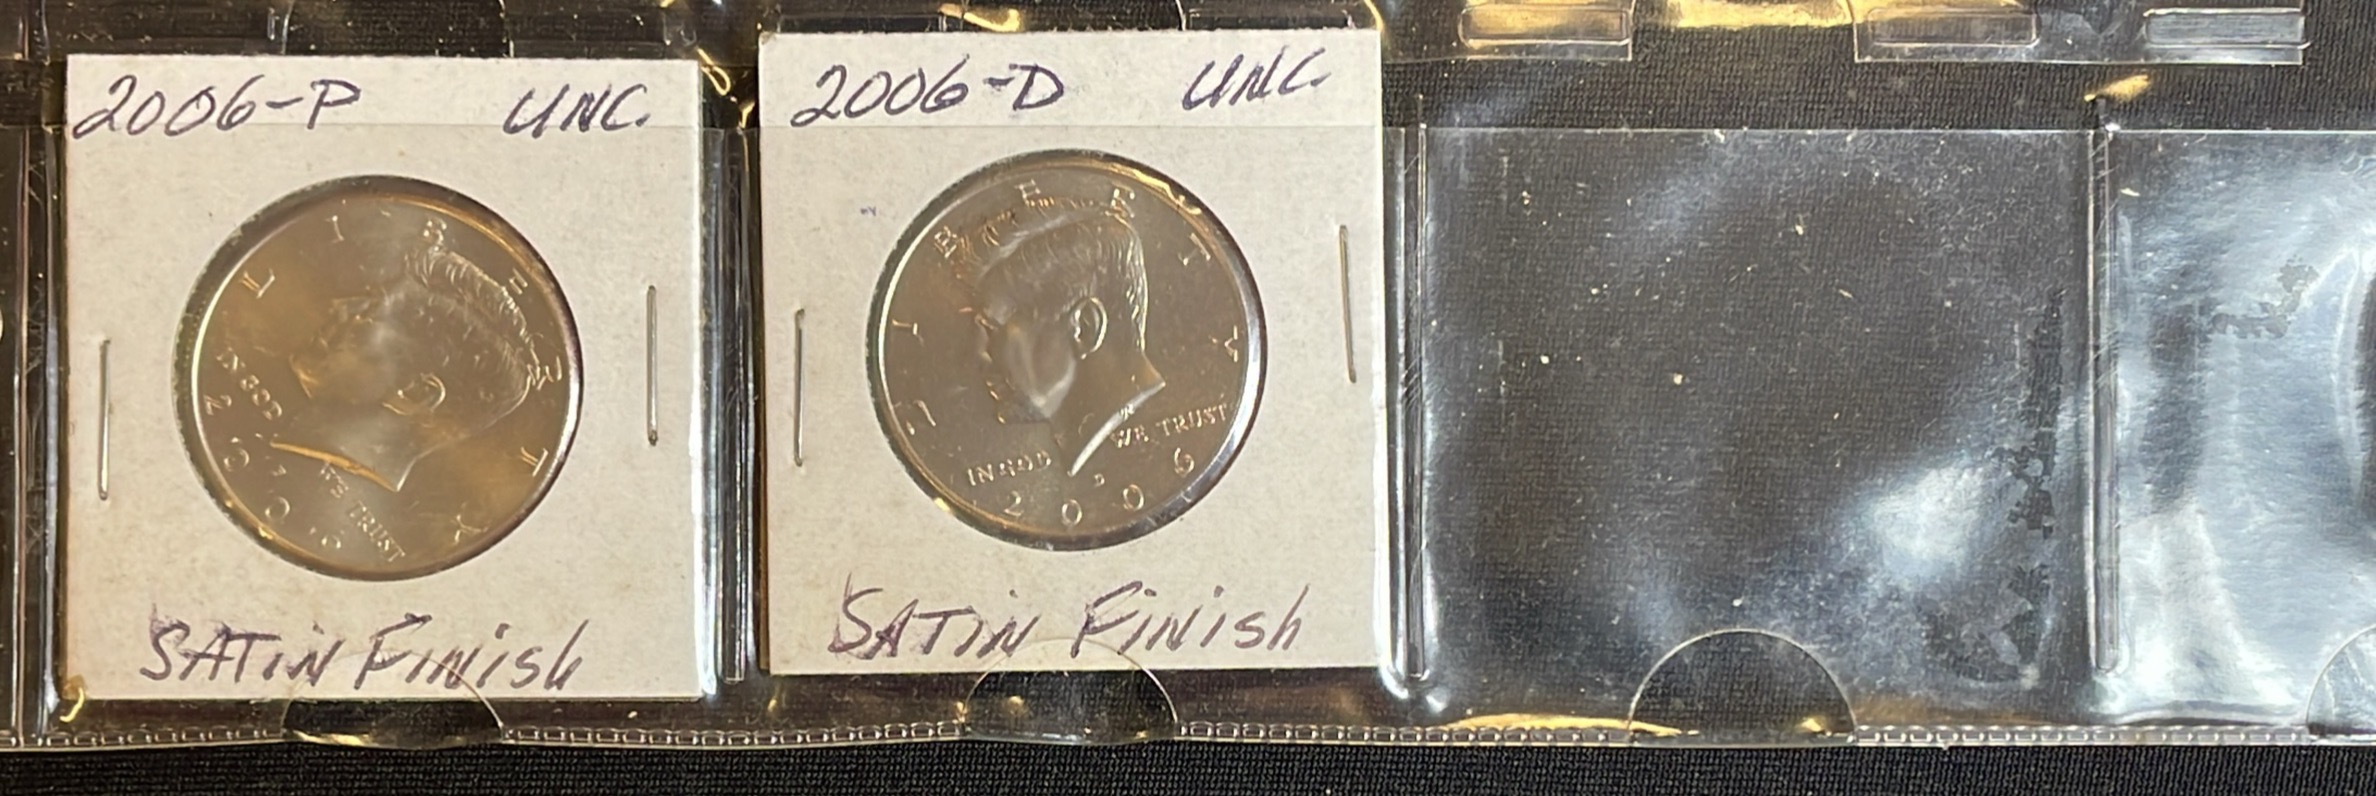 2006-P UNC.
LIBERTY
IN GOD WE TRUST
P
2006
SATIN FINISH
2006-D UNC.
LIBERTY
IN GOD WE TRUST
D
2006
SATIN FINISH